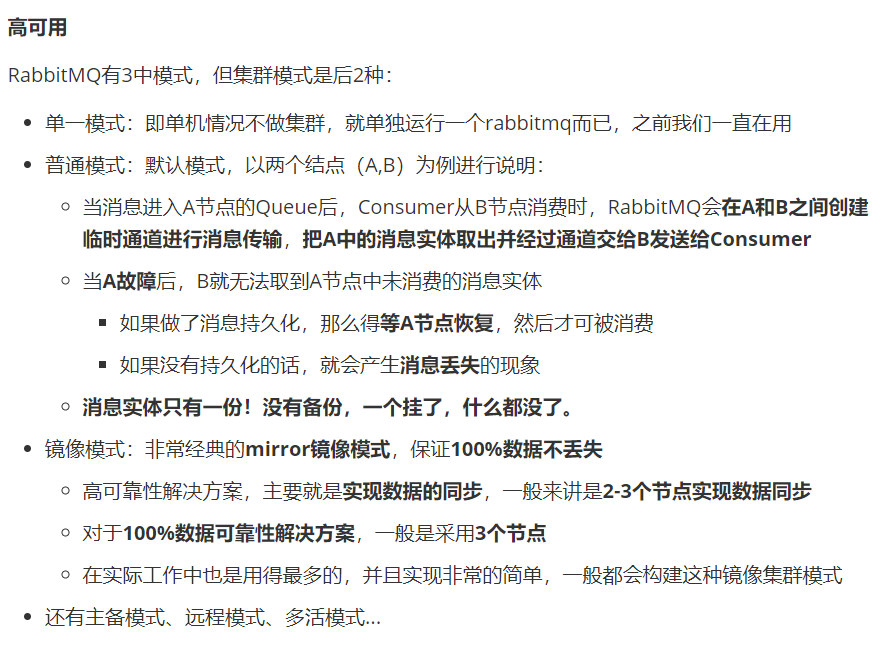 高可用
RabbitMQ有3中模式，但集群模式是后2种：
单一模式：即单机情况不做集群，就单独运行一个rabbitmq而已，之前我们一直在用
普通模式：默认模式，以两个结点（A,B）为例进行说明：
当消息进入A节点的Queue后，Consumer从B节点消费时，RabbitMQ会在A和B之间创建
临时通道进行消息传输，把A中的消息实体取出并经过通道交给B发送给Consumer
当A故障后，B就无法取到A节点中未消费的消息实体
如果做了消息持久化，那么得等A节点恢复，然后才可被消费
如果没有持久化的话，就会产生消息丢失的现象
消息实体只有一份！没有备份，一个挂了，什么都没了。
镜像模式：非常经典的mirror镜像模式，保证100%数据不丢失
高可靠性解决方案，主要就是实现数据的同步，一般来讲是2-3个节点实现数据同步
对于100%数据可靠性解决方案，一般是采用3个节点
在实际工作中也是用得最多的，并且实现非常的简单，一般都会构建这种镜像集群模式
还有主备模式、远程模式、多活模式...